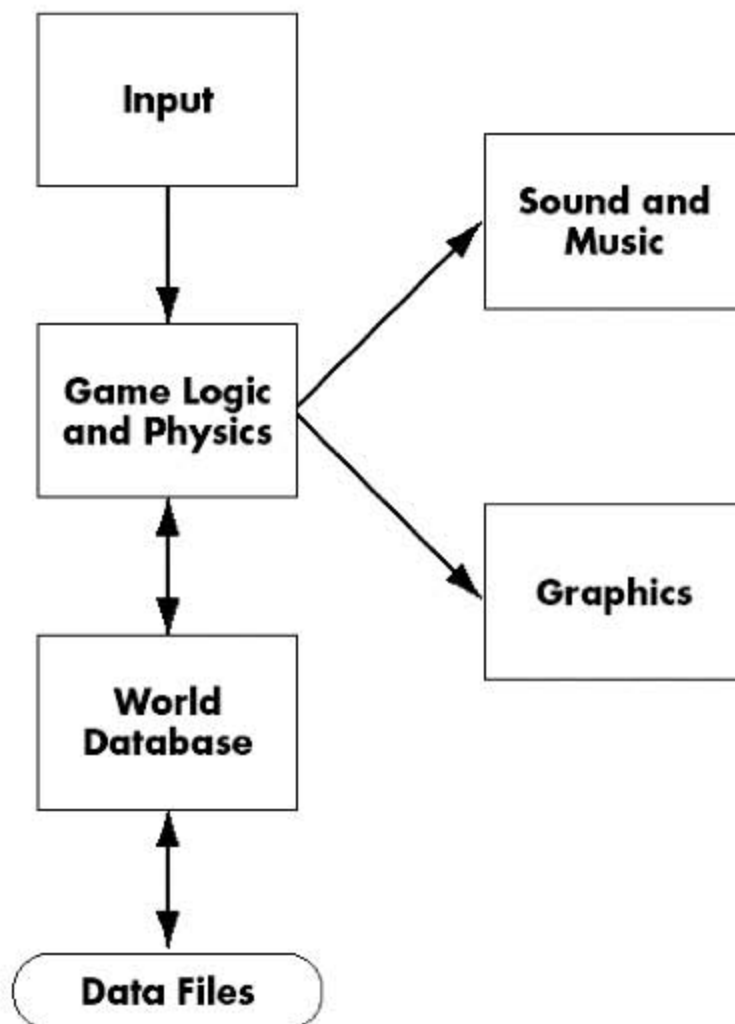 Input
Sound and
Music
Game Logic
and Physics
Graphics
World
Database
Data Files